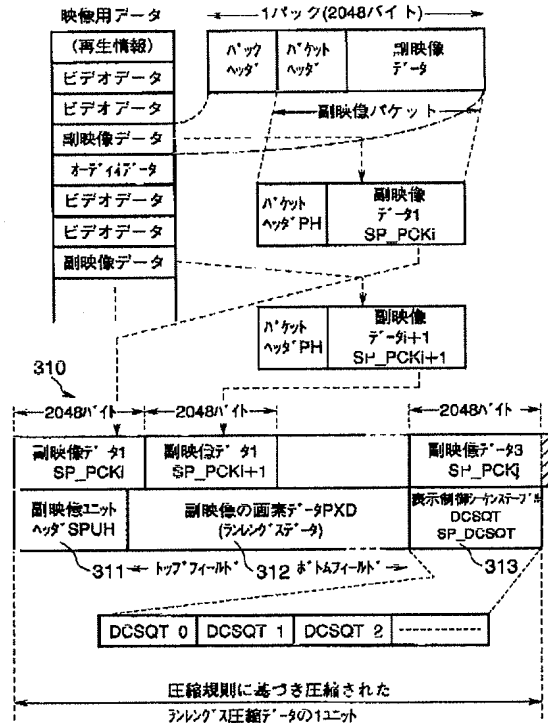 映像用データ
(再生情報)
ビデオデータ
ビデオデータ
副映像データ
オーディオデータ
ビデオデータ
ビデオデータ
副映像データ
1パック(2048バイト)
パック
ヘッダ
パケット
ヘッダ
副映像
データ
副映像パケット
パケット
ヘッダPH
副映像
データ1
SP_PCKi
パケット
ヘッダPH
副映像
データi+1
SP_PCKi+1
310
2048バイト
2048バイト
2048バイト
副映像データ1
SP_PCKi
副映像データ1
SP_PCKi+1
副映像データ3
SP_PCKj
副映像ユニット
ヘッダSPUH
副映像の画素データPXD
(ランレングスデータ)
表示制御シーケンステーブル
DCSQT
SP_DCSQT
311
トップフィールド
312
ボトムフィールド
313
DCSQT 0
DCSQT 1
DCSQT 2
圧縮規則に基づき圧縮された
ランレングス圧縮データの1ユニット